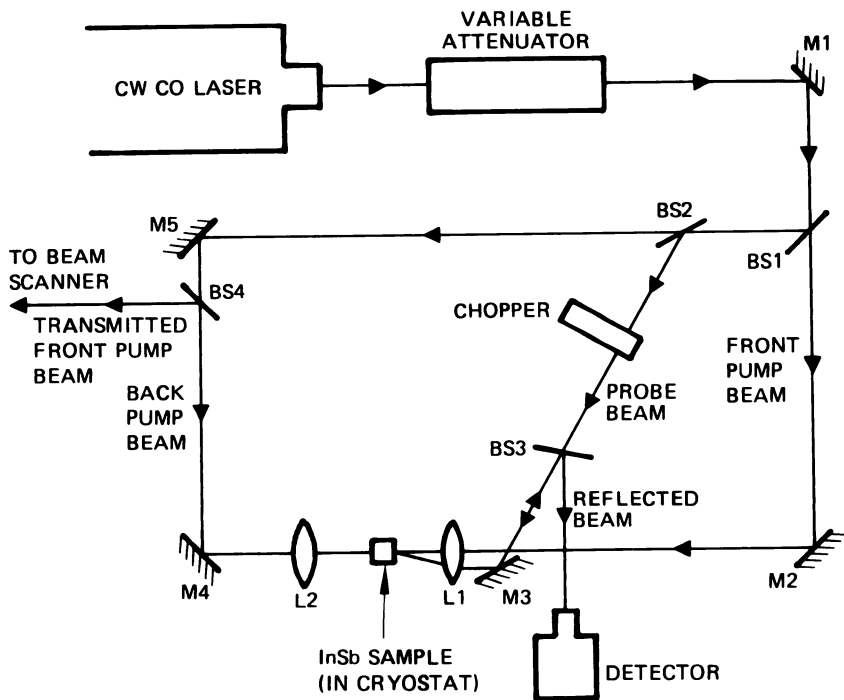 VARIABLE
ATTENUATOR
M1
CW CO LASER
M5
BS2
BS1
TO BEAM
SCANNER
BS4
TRANSMITTED
FRONT PUMP
BEAM
CHOPPER
FRONT
PUMP
BEAM
BACK
PUMP
BEAM
PROBE
BEAM
BS3
REFLECTED
BEAM
M4
L2
L1
M3
M2
InSb SAMPLE
(IN CRYOSTAT)
DETECTOR